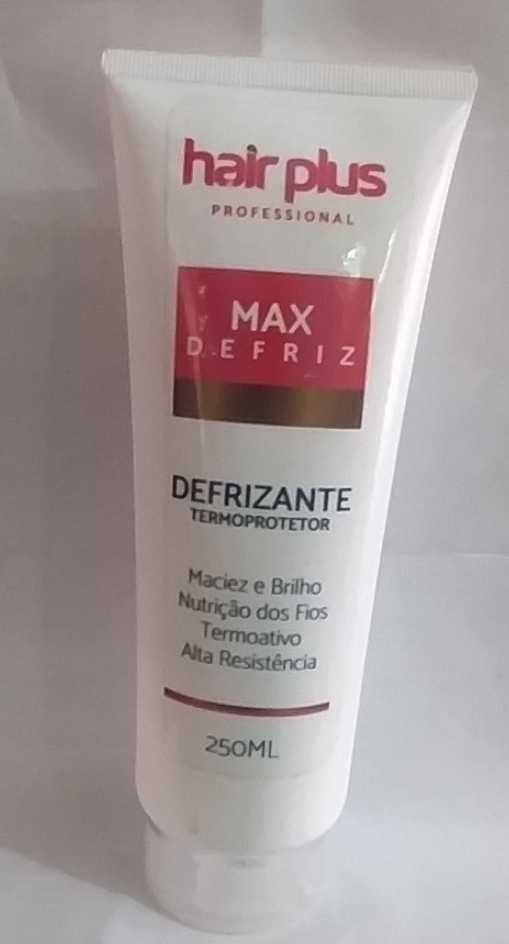 hair plus
PROFESSIONAL
MAX
DEFRIZ
DEFRIZANTE
TERMOPROTETOR
Maciez e Brilho
Nutrição dos Fios
Termoativo
Alta Resistência
250ML